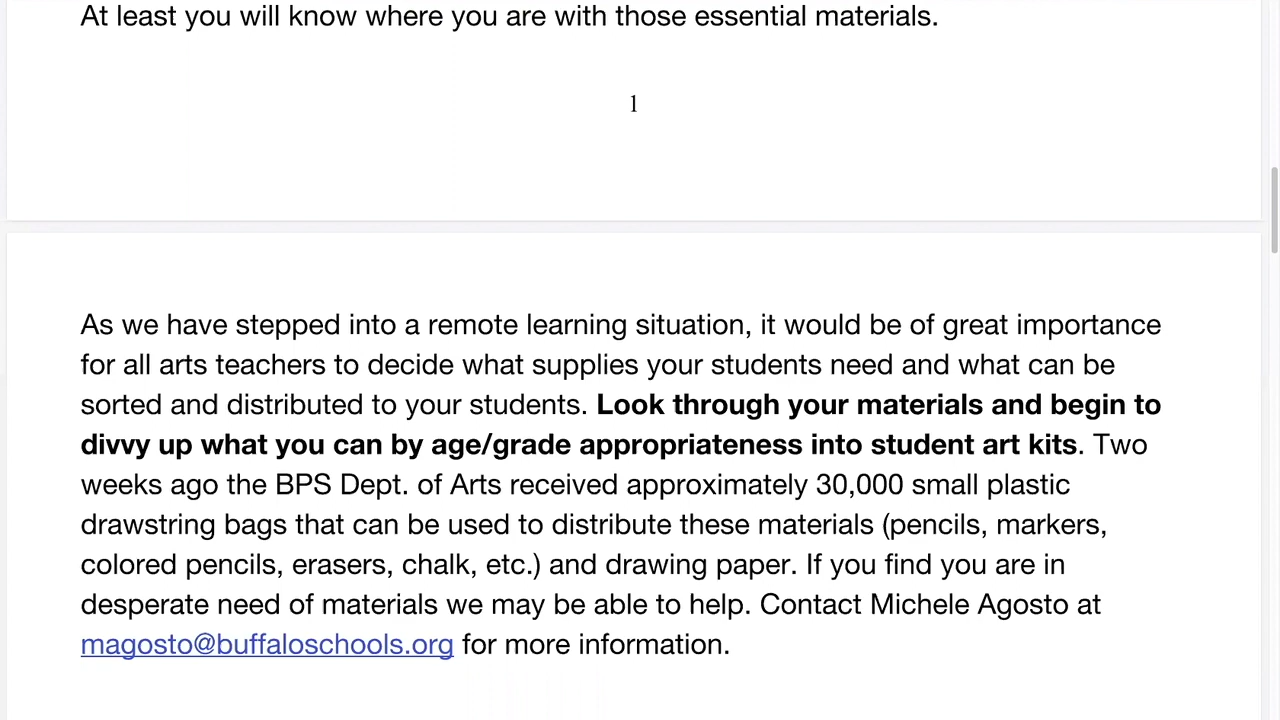 At least you will know where you are with those essential materials.
1
As we have stepped into a remote learning situation, it would be of great importance
for all arts teachers to decide what supplies your students need and what can be
sorted and distributed to your students. Look through your materials and begin to
divvy up what you can by age/grade appropriateness into student art kits. Two
weeks ago the BPS Dept. of Arts received approximately 30,000 small plastic
drawstring bags that can be used to distribute these materials (pencils, markers,
colored pencils, erasers, chalk, etc.) and drawing paper. If you find you are in
desperate need of materials we may be able to help. Contact Michele Agosto at
magosto@buffaloschools.org for more information.